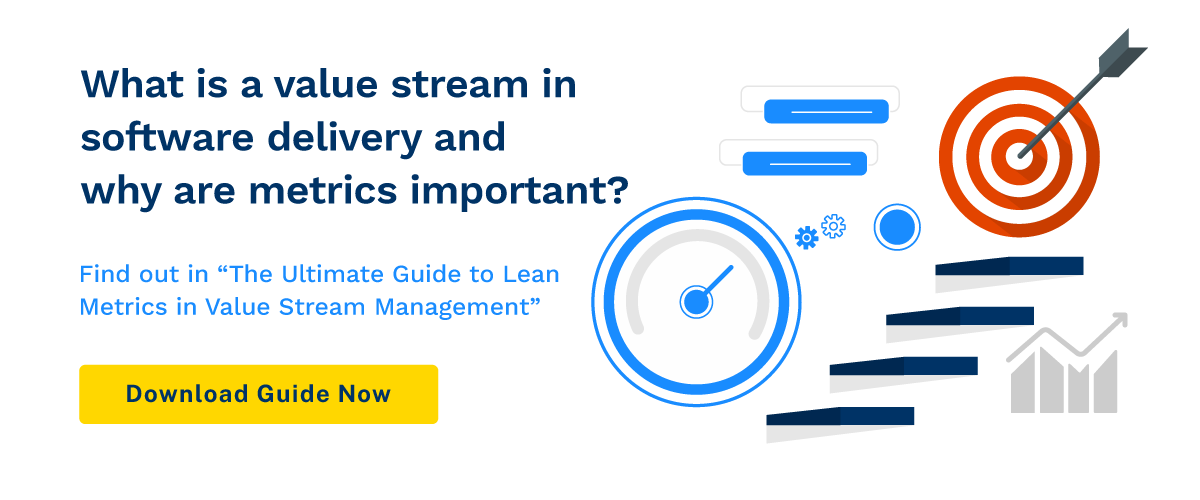 What is a value stream in
software delivery and
why are metrics important?
Find out in “The Ultimate Guide to Lean
Metrics in Value Stream Management”
Download Guide Now